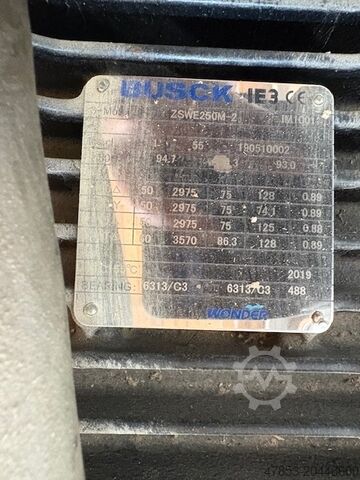 BUSCK IE3 CE
ZSWE250M-2 IM1001
55 190510002
94.7 93.0
△ 50 2975 75 128 0.89
Y 50 2975 75 74.1 0.89
50 2975 75 125 0.88
60 3570 86.3 128 0.89
℃ 2019
BEARING: 6313/C3 6313/C3 488
WONDER
47853 20448660